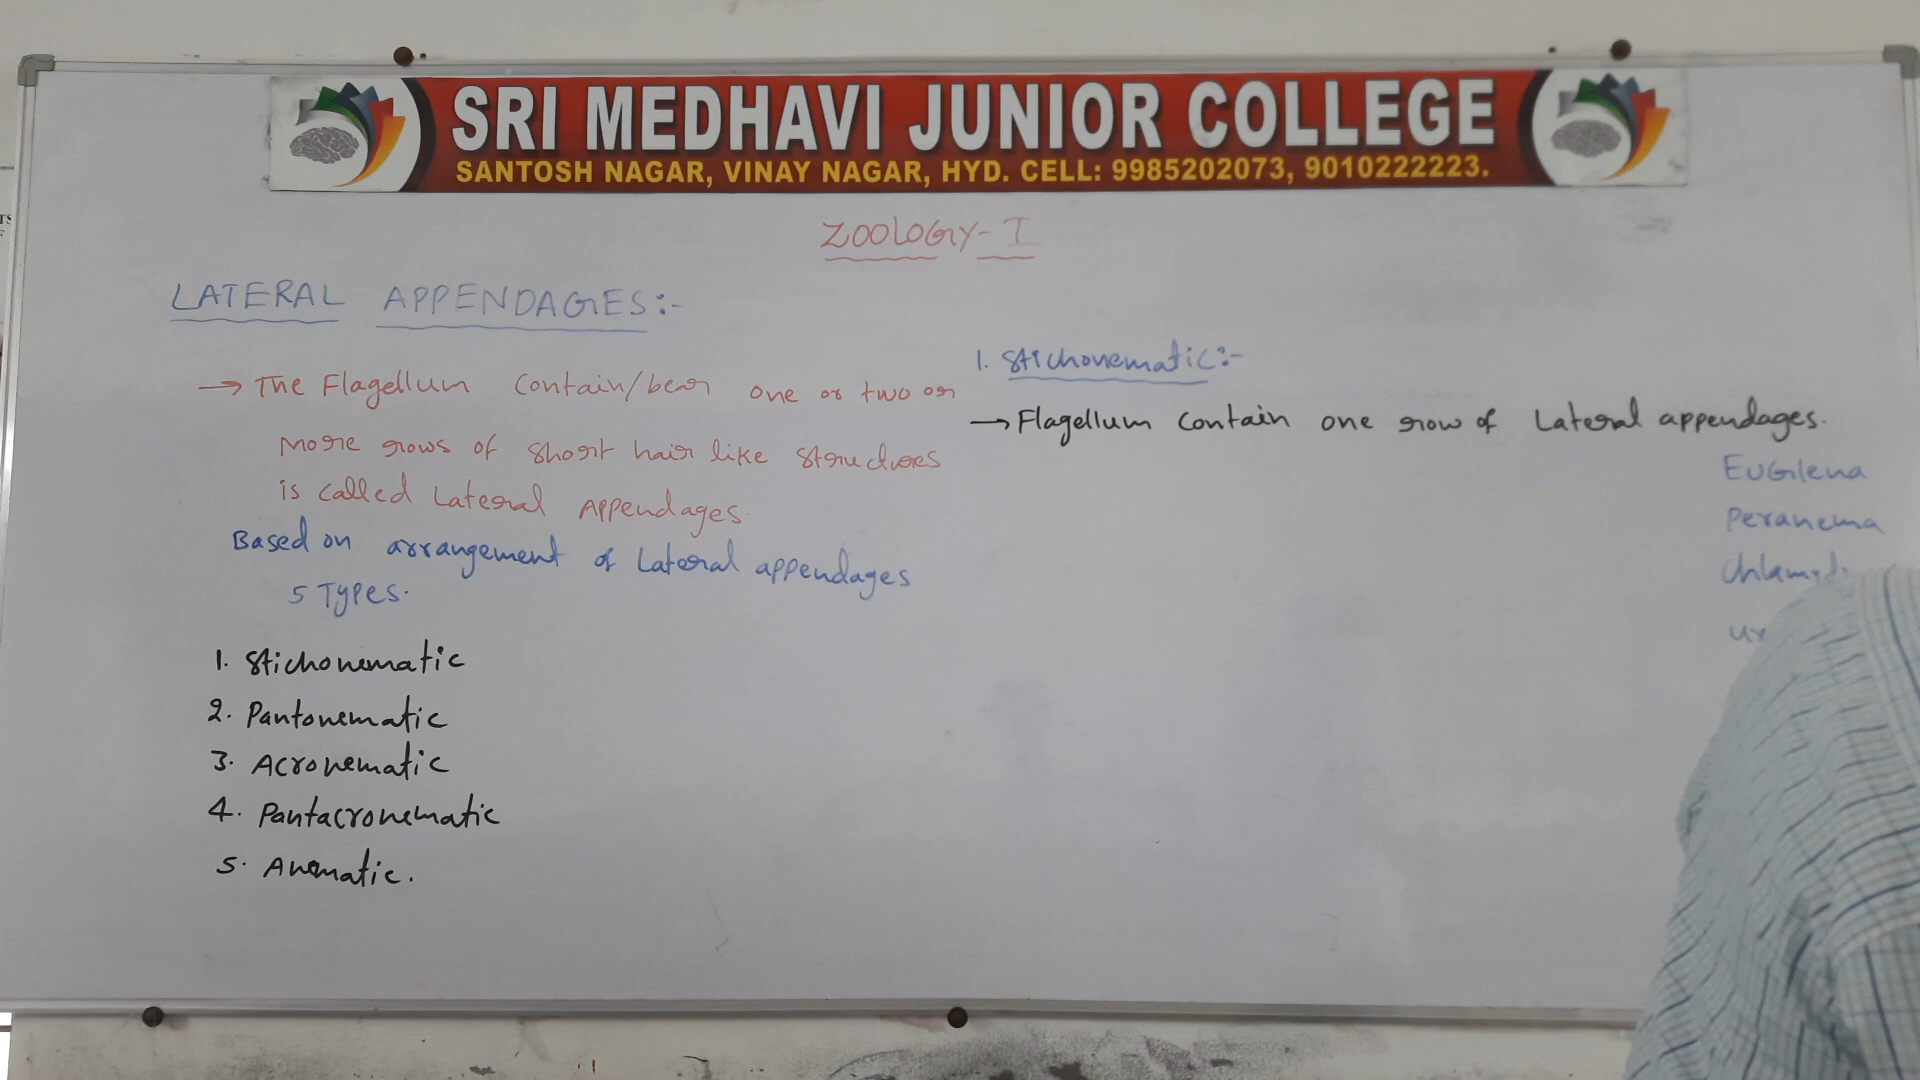 SRI MEDHAVI JUNIOR COLLEGE
SANTOSH NAGAR, VINAY NAGAR, HYD. CELL: 9985202073, 9010222223.
ZOOLOGY-I
LATERAL APPENDAGES:-
→ The Flagellum Contain/bear one or two or
More rows of short hair like structures
is called Lateral Appendages.
Based on arrangement of Lateral appendages
5 Types.
1. Stichonematic
2. Pantonematic
3. Acronematic
4. Pantacronematic
5. Anematic.
1. Stichonematic:-
→ Flagellum contain one row of Lateral appendages.
EuGlena
Peranema